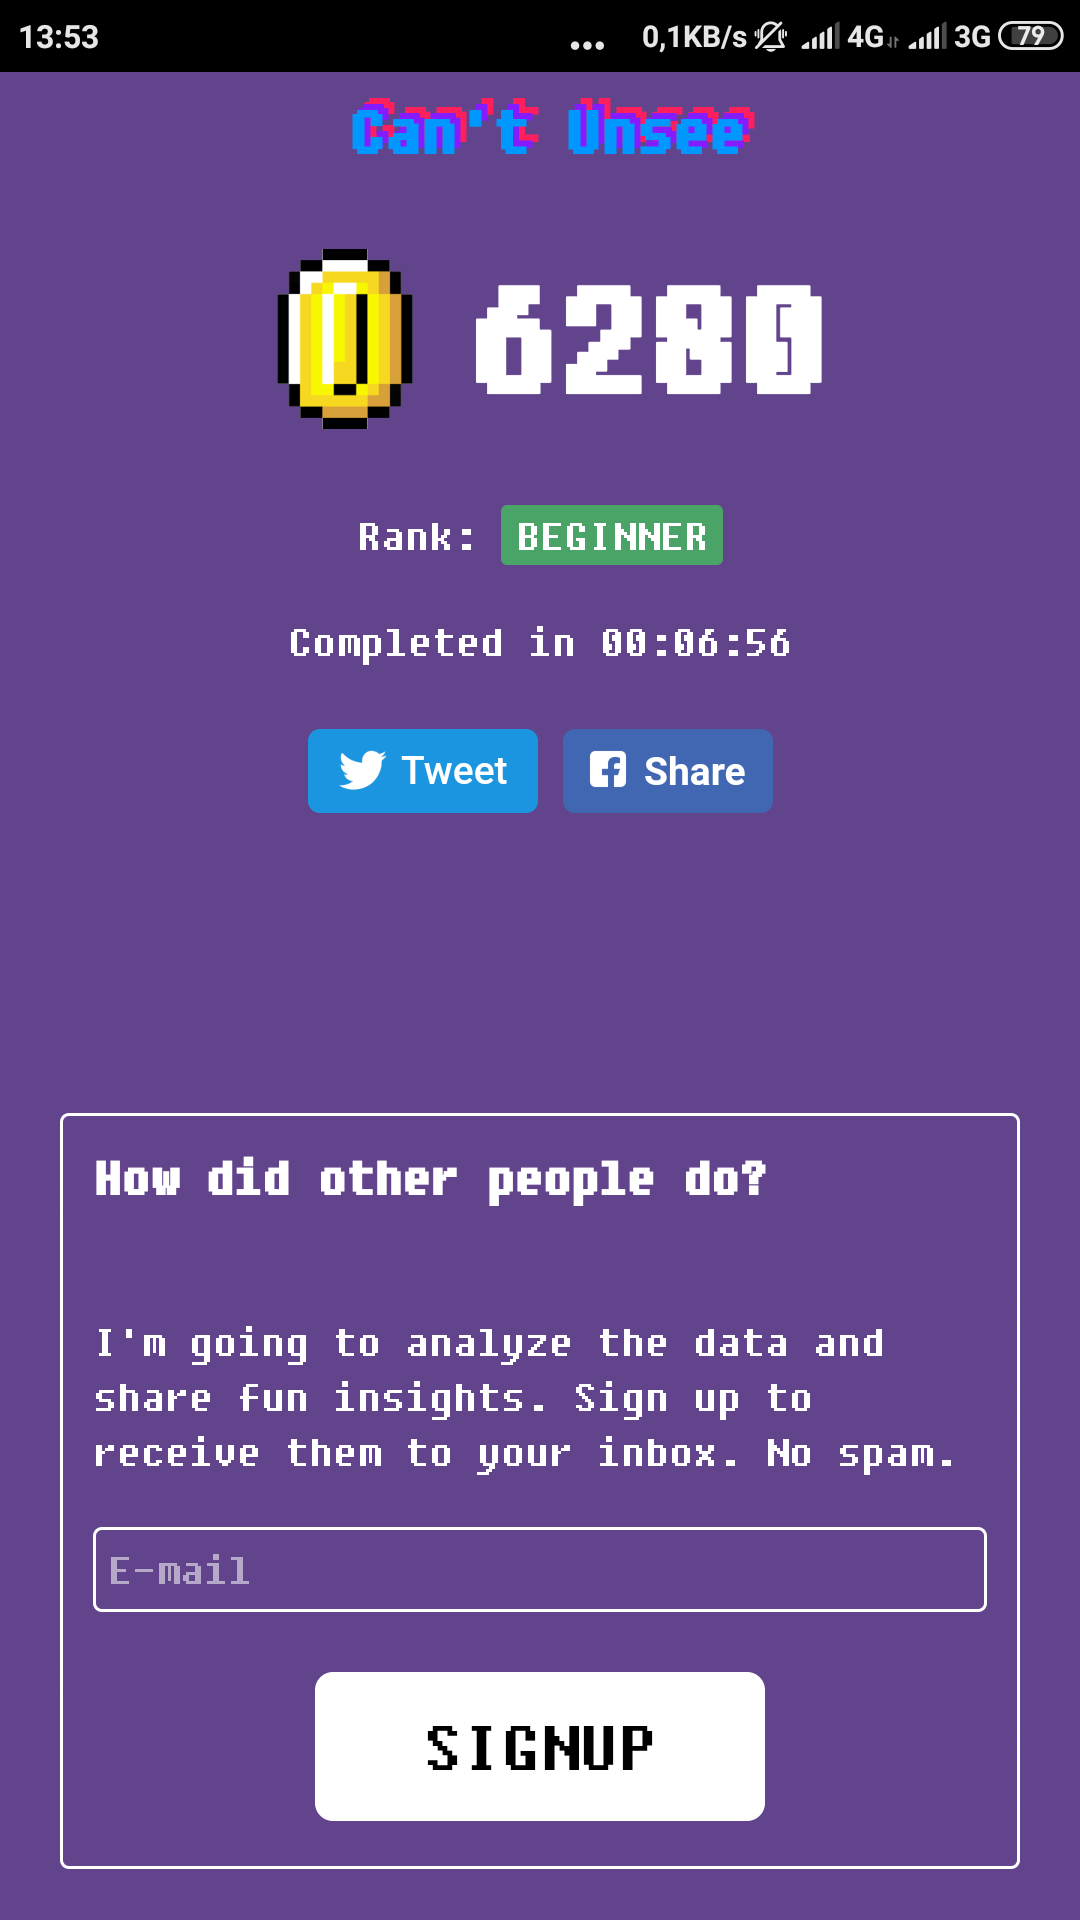 13:53 ... 0,1KB/s 4G 3G 79
Can't Unsee
6280
Rank: BEGINNER
Completed in 00:06:56
Tweet Share
How did other people do?
I'm going to analyze the data and
share fun insights. Sign up to
receive them to your inbox. No spam.
E-mail
SIGNUP